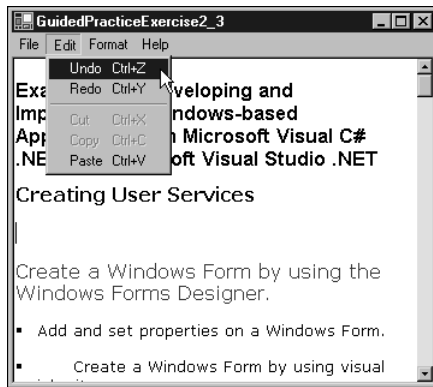 GuidedPracticeExercise2_3
File Edit Format Help
Undo Ctrl+Z
Redo Ctrl+Y
Cut Ctrl+X
Copy Ctrl+C
Paste Ctrl+V
Exa veloping and
Imp ndows-based
App Microsoft Visual C#
.NE oft Visual Studio .NET
Creating User Services
Create a Windows Form by using the
Windows Forms Designer.
▪ Add and set properties on a Windows Form.
▪ Create a Windows Form by using visual